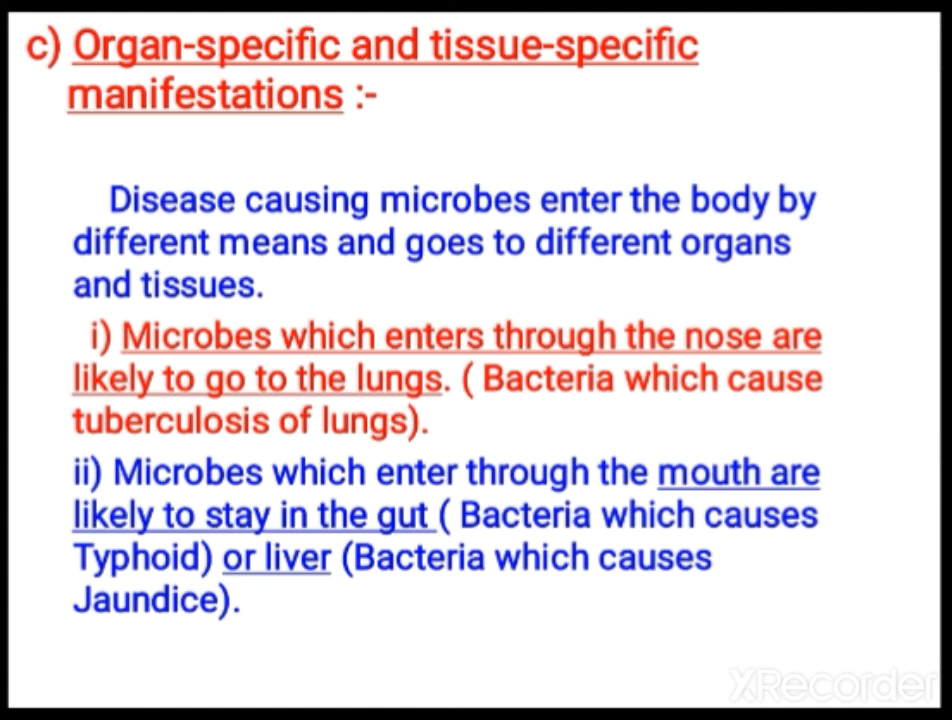 c) Organ-specific and tissue-specific
manifestations :-
Disease causing microbes enter the body by
different means and goes to different organs
and tissues.
i) Microbes which enters through the nose are
likely to go to the lungs. ( Bacteria which cause
tuberculosis of lungs).
ii) Microbes which enter through the mouth are
likely to stay in the gut ( Bacteria which causes
Typhoid) or liver (Bacteria which causes
Jaundice).
XRecorder